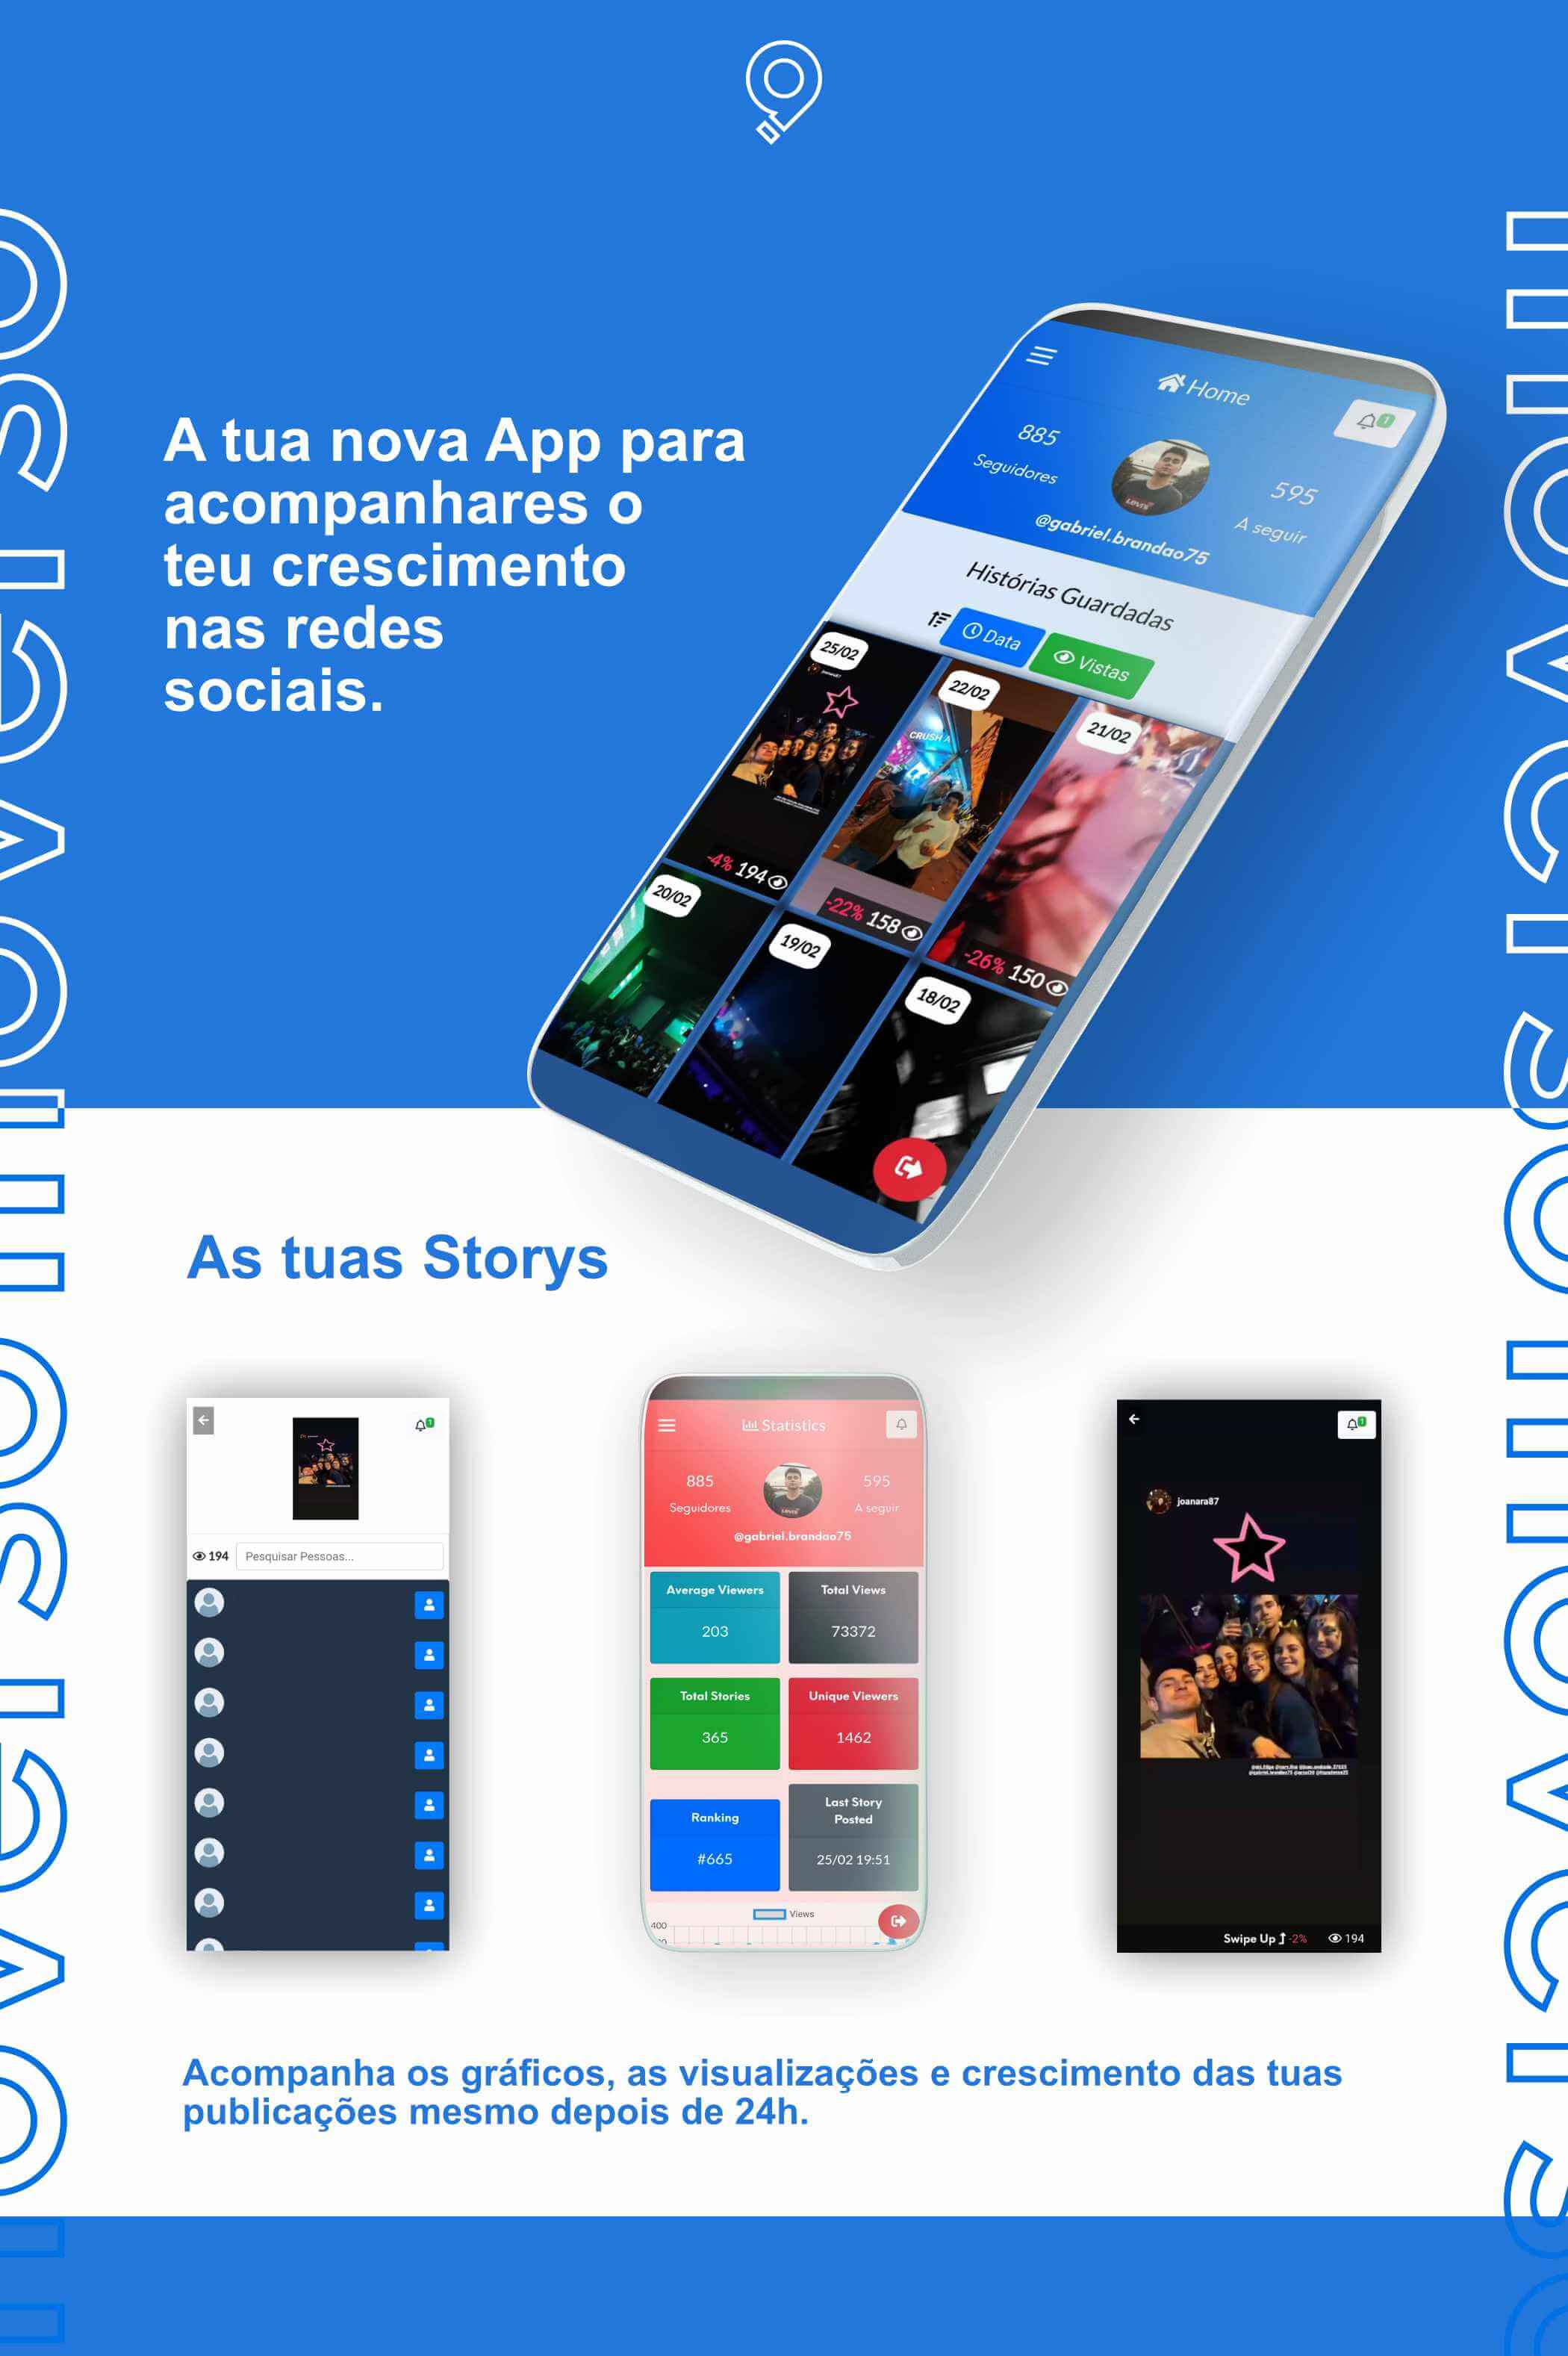 A tua nova App para
acompanhares o
teu crescimento
nas redes
sociais.
Home
1
885
Seguidores
595
A seguir
@gabriel.brandao75
Histórias Guardadas
Data
Vistas
25/02
22/02
21/02
CRUSH A
-4% 194
-22% 158
-26% 150
20/02
19/02
18/02
As tuas Storys
1
194
Pesquisar Pessoas...
Statistics
885
595
Seguidores
A seguir
@gabriel.brandao75
Average Viewers
Total Views
203
73372
Total Stories
Unique Viewers
365
1462
Ranking
Last Story
Posted
#665
25/02 19:51
Views
400
1
joanara87
Swipe Up -2% 194
Acompanha os gráficos, as visualizações e crescimento das tuas
publicações mesmo depois de 24h.